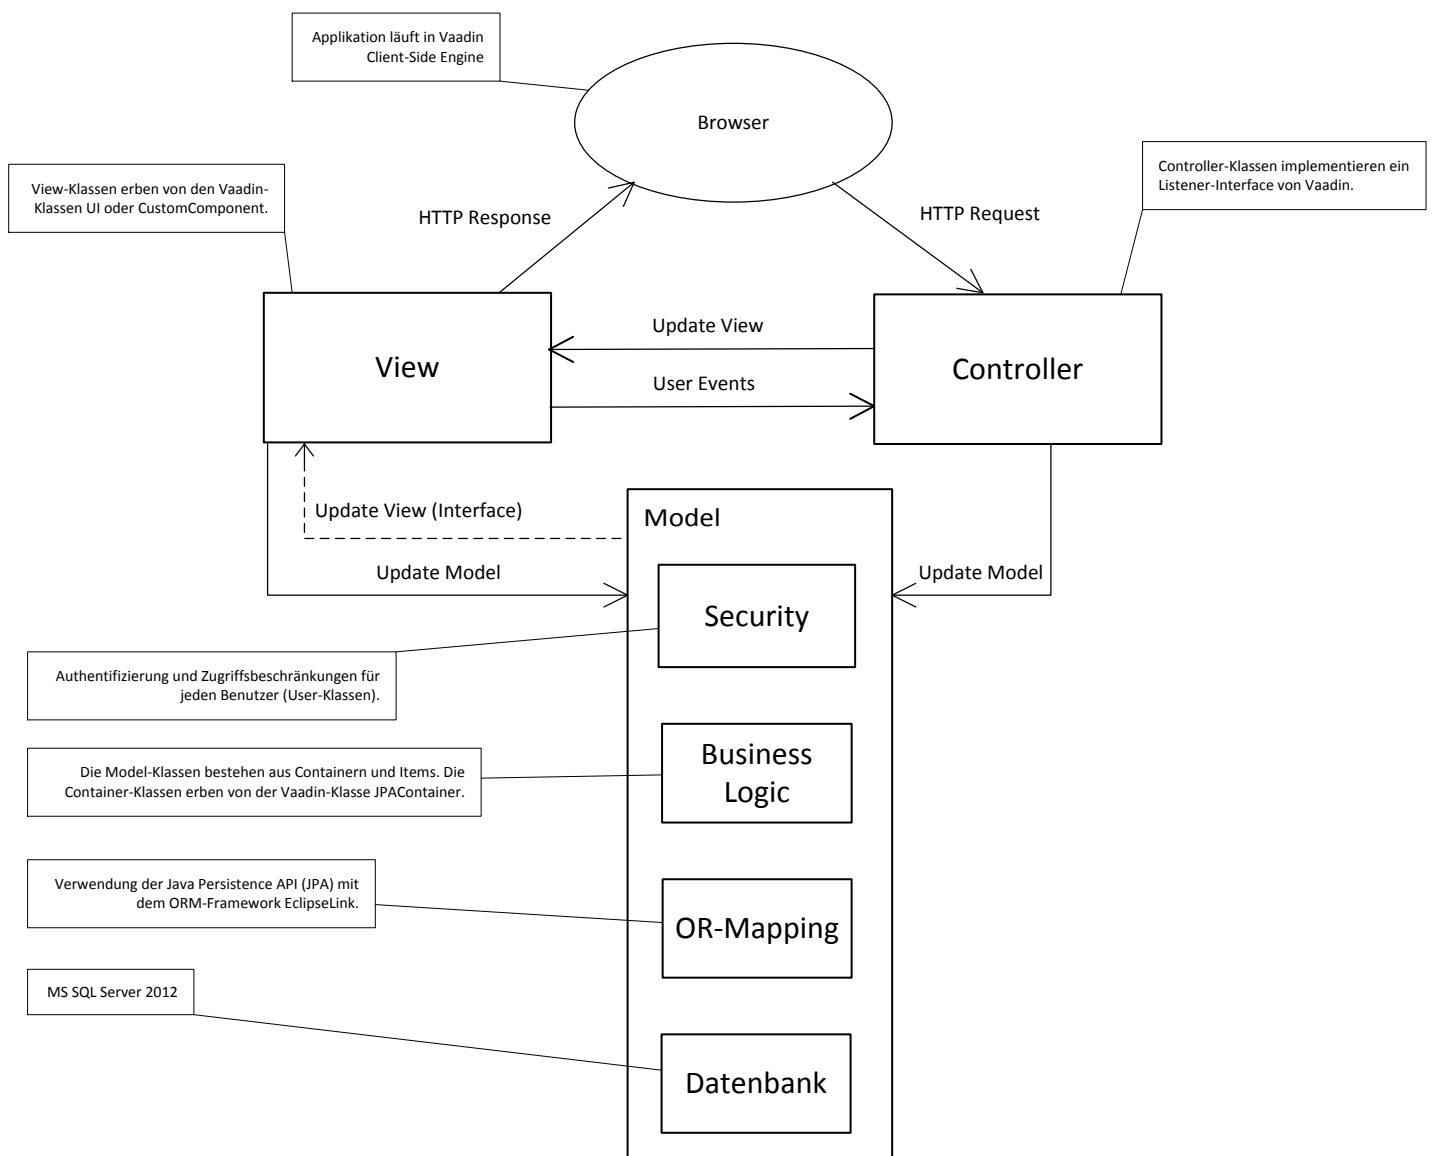 Applikation läuft in Vaadin
Client-Side Engine
Browser
View-Klassen erben von den Vaadin-
Klassen UI oder CustomComponent.
Controller-Klassen implementieren ein
Listener-Interface von Vaadin.
HTTP Response
HTTP Request
View
Update View
User Events
Controller
Update View (Interface)
Model
Update Model
Update Model
Security
Authentifizierung und Zugriffsbeschränkungen für
jeden Benutzer (User-Klassen).
Business
Logic
Die Model-Klassen bestehen aus Containern und Items. Die
Container-Klassen erben von der Vaadin-Klasse JPAContainer.
Verwendung der Java Persistence API (JPA) mit
dem ORM-Framework EclipseLink.
OR-Mapping
MS SQL Server 2012
Datenbank